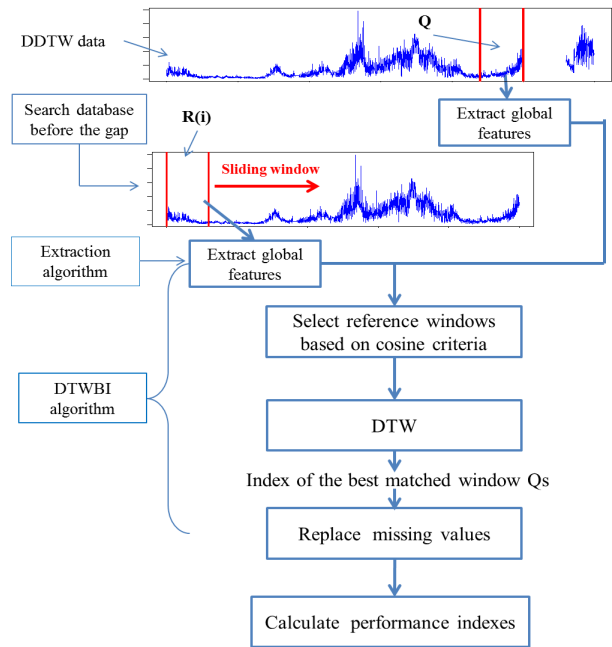 DDTW data
Q
Search database
before the gap
R(i)
Extract global
features
Sliding window
Extraction
algorithm
Extract global
features
Select reference windows
based on cosine criteria
DTWBI
algorithm
DTW
Index of the best matched window Qs
Replace missing values
Calculate performance indexes